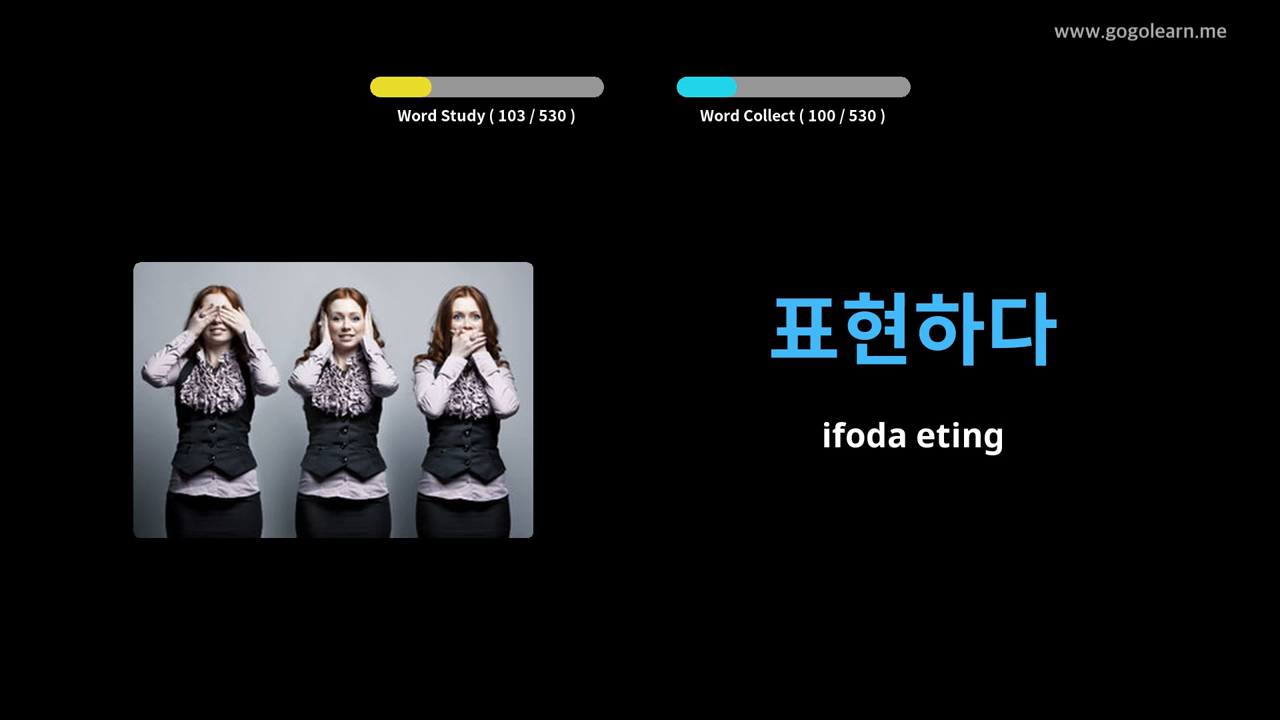 www.gogolearn.me
Word Study ( 103 / 530 )
Word Collect ( 100 / 530 )
표현하다
ifoda eting